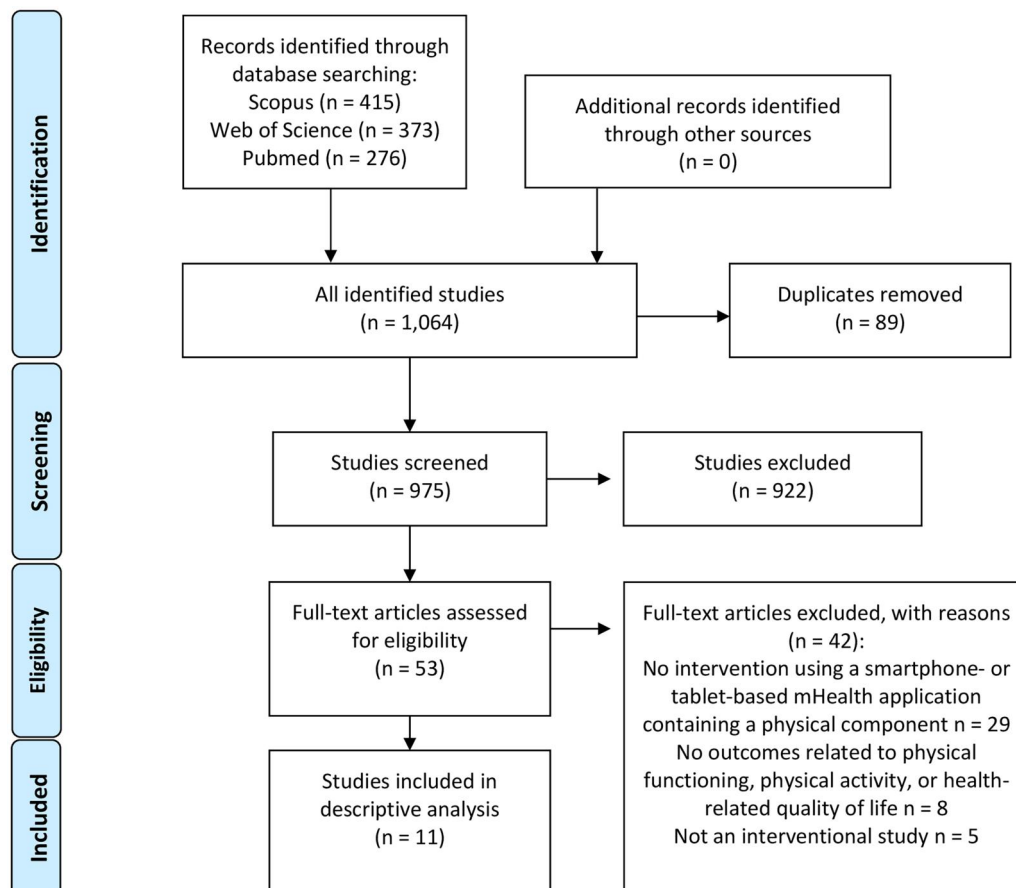 Identification
Records identified through
database searching:
Scopus (n = 415)
Web of Science (n = 373)
Pubmed (n = 276)
Additional records identified
through other sources
(n = 0)
All identified studies
(n = 1,064)
Duplicates removed
(n = 89)
Screening
Studies screened
(n = 975)
Studies excluded
(n = 922)
Eligibility
Full-text articles assessed
for eligibility
(n = 53)
Full-text articles excluded, with reasons
(n = 42):
No intervention using a smartphone- or
tablet-based mHealth application
containing a physical component n = 29
No outcomes related to physical
functioning, physical activity, or health-
related quality of life n = 8
Not an interventional study n = 5
Included
Studies included in
descriptive analysis
(n = 11)